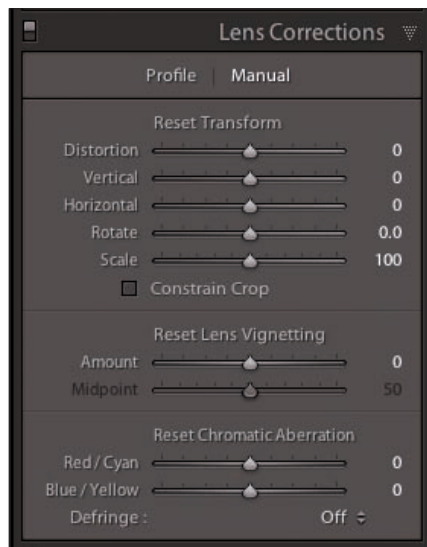 Lens Corrections
Profile | Manual
Reset Transform
Distortion 0
Vertical 0
Horizontal 0
Rotate 0.0
Scale 100
Constrain Crop
Reset Lens Vignetting
Amount 0
Midpoint 50
Reset Chromatic Aberration
Red / Cyan 0
Blue / Yellow 0
Defringe : Off